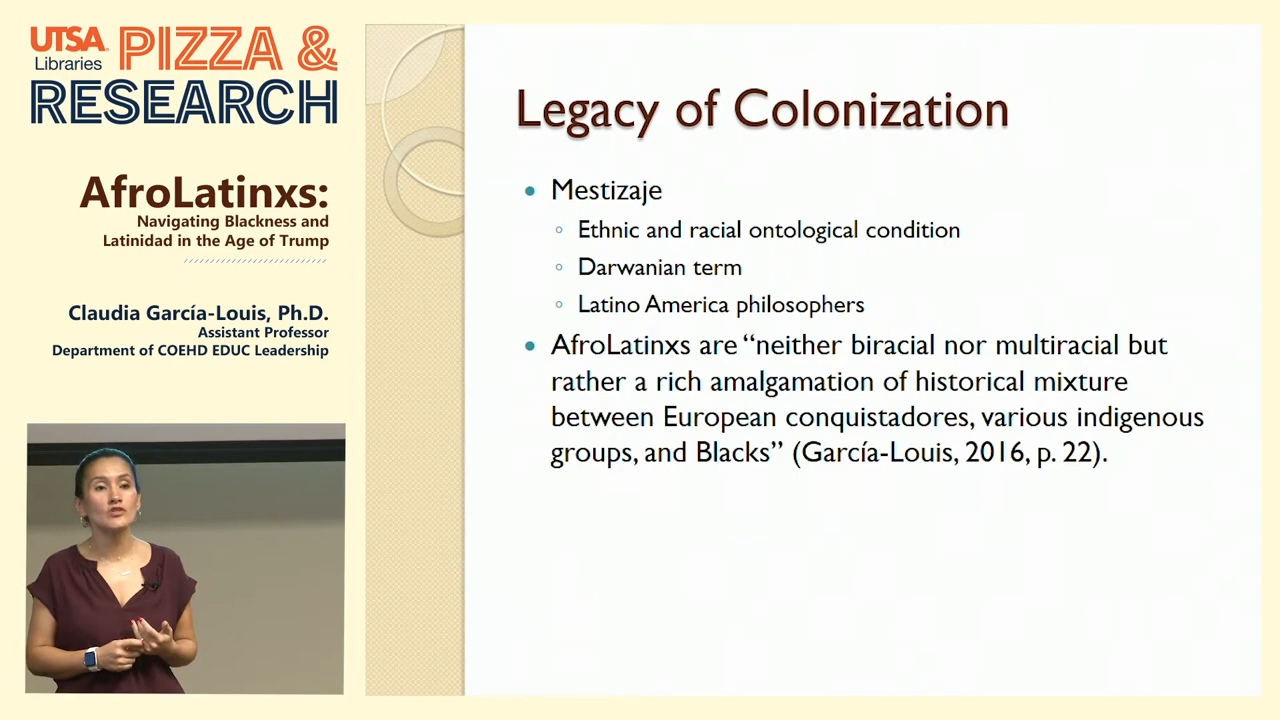 UTSA
Libraries
PIZZA &
RESEARCH
AfroLatinxs:
Navigating Blackness and
Latinidad in the Age of Trump
Claudia García-Louis, Ph.D.
Assistant Professor
Department of COEHD EDUC Leadership
Legacy of Colonization
• Mestizaje
◦ Ethnic and racial ontological condition
◦ Darwanian term
◦ Latino America philosophers
• AfroLatinxs are “neither biracial nor multiracial but
rather a rich amalgamation of historical mixture
between European conquistadores, various indigenous
groups, and Blacks” (García-Louis, 2016, p. 22).